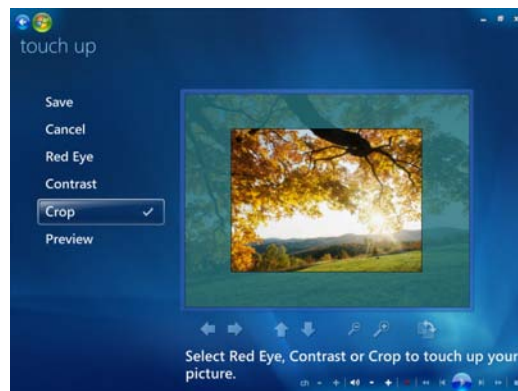 touch up
Save
Cancel
Red Eye
Contrast
Crop
Preview
Select Red Eye, Contrast or Crop to touch up your
picture.
ch